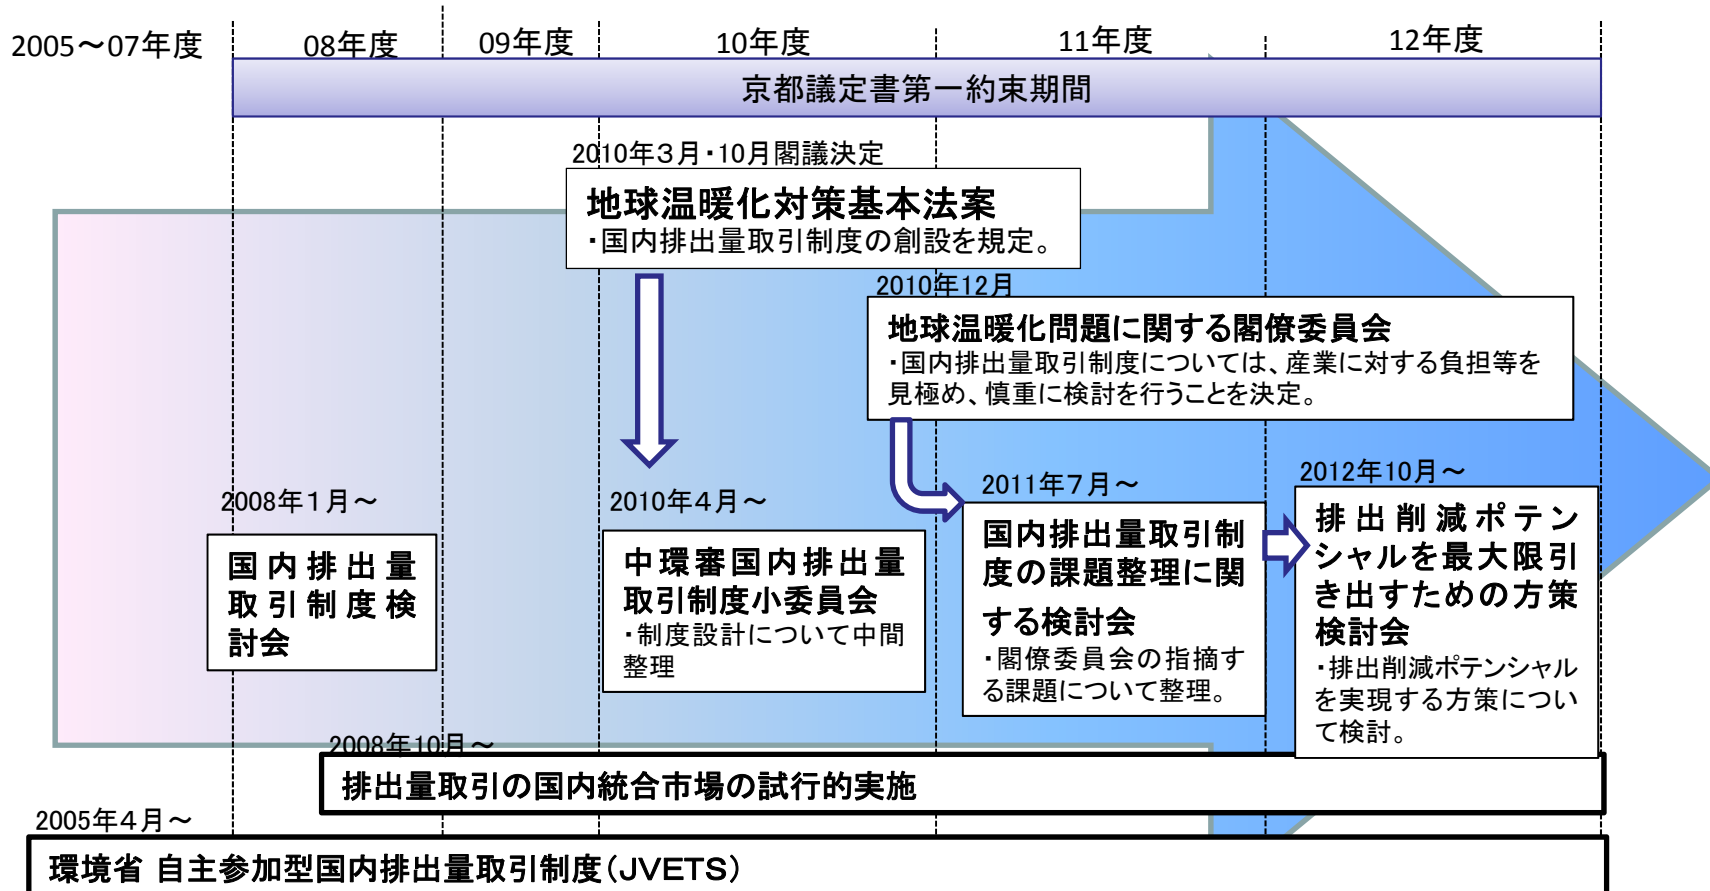 2005～07年度 08年度 09年度 10年度 11年度 12年度
京都議定書第一約束期間
2010年３月・10月閣議決定
地球温暖化対策基本法案
・国内排出量取引制度の創設を規定。
2010年12月
地球温暖化問題に関する閣僚委員会
・国内排出量取引制度については、産業に対する負担等を
見極め、慎重に検討を行うことを決定。
2008年１月～
国内排出量
取引制度検
討会
2010年４月～
中環審国内排出量
取引制度小委員会
・制度設計について中間
整理
2011年７月～
国内排出量取引制
度の課題整理に関
する検討会
・閣僚委員会の指摘す
る課題について整理。
2012年10月～
排出削減ポテン
シャルを最大限引
き出すための方策
検討会
・排出削減ポテンシャル
を実現する方策につい
て検討。
2008年10月～
排出量取引の国内統合市場の試行的実施
2005年４月～
環境省 自主参加型国内排出量取引制度（JVETS）